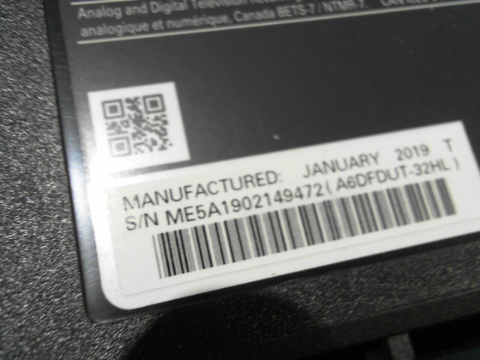 Analog and Digital Television
analogique et numérique, Canada BETS-7 / NTMR-7.
MANUFACTURED: JANUARY 2019 T
S/N ME5A1902149472(A6DFDUT-32HL)